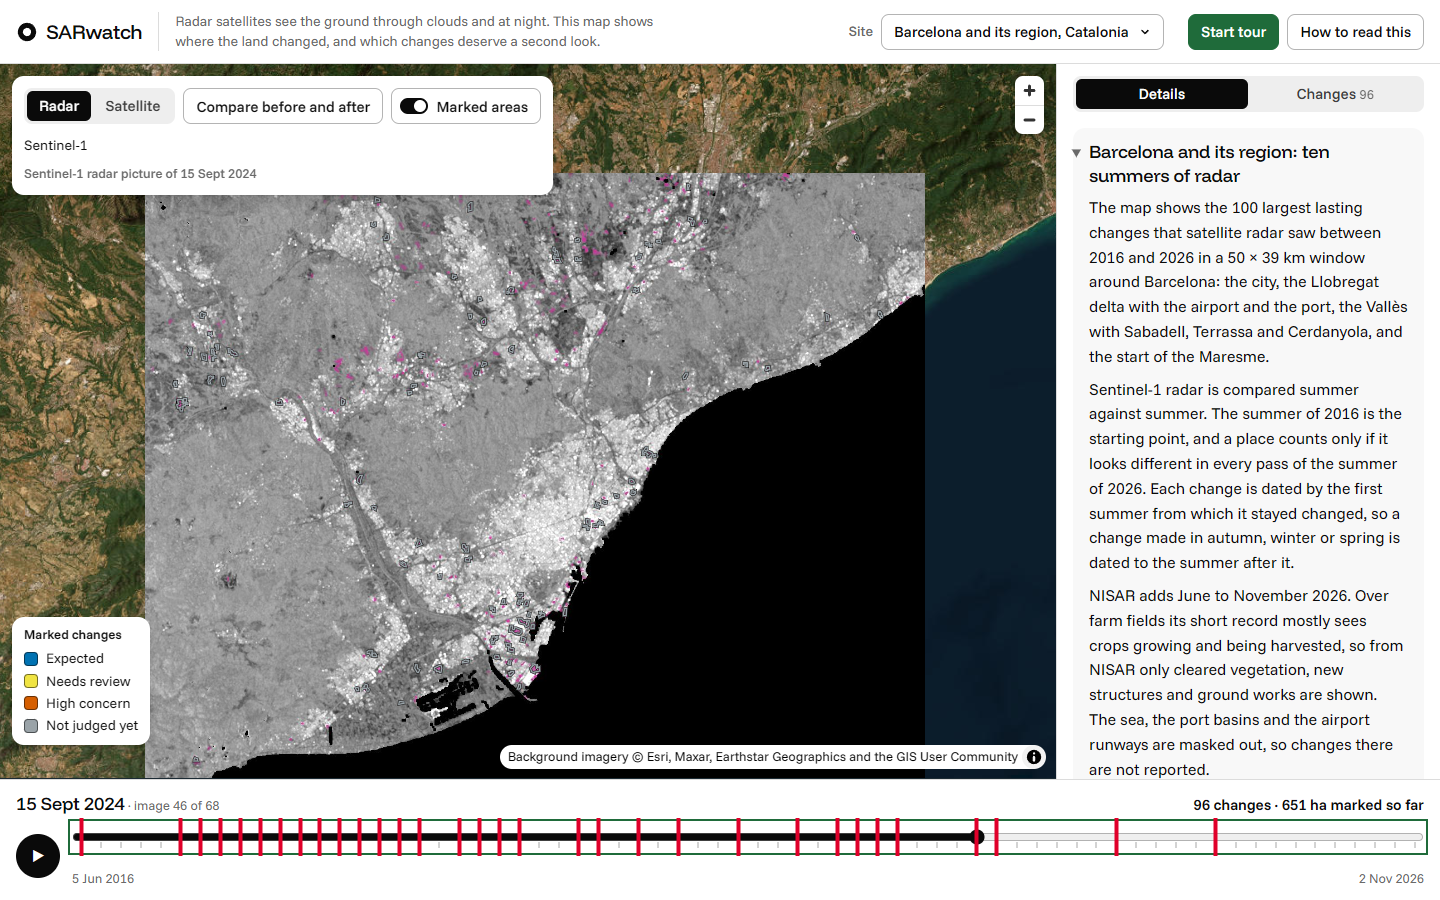 SARwatch
Radar satellites see the ground through clouds and at night. This map shows
where the land changed, and which changes deserve a second look.
Site
Barcelona and its region, Catalonia
Start tour
How to read this
Radar
Satellite
Compare before and after
Marked areas
Sentinel-1
Sentinel-1 radar picture of 15 Sept 2024
+
−
Marked changes
Expected
Needs review
High concern
Not judged yet
Background imagery © Esri, Maxar, Earthstar Geographics and the GIS User Community
Details
Changes 96
Barcelona and its region: ten
summers of radar
The map shows the 100 largest lasting
changes that satellite radar saw between
2016 and 2026 in a 50 × 39 km window
around Barcelona: the city, the Llobregat
delta with the airport and the port, the Vallès
with Sabadell, Terrassa and Cerdanyola, and
the start of the Maresme.
Sentinel-1 radar is compared summer
against summer. The summer of 2016 is the
starting point, and a place counts only if it
looks different in every pass of the summer
of 2026. Each change is dated by the first
summer from which it stayed changed, so a
change made in autumn, winter or spring is
dated to the summer after it.
NISAR adds June to November 2026. Over
farm fields its short record mostly sees
crops growing and being harvested, so from
NISAR only cleared vegetation, new
structures and ground works are shown.
The sea, the port basins and the airport
runways are masked out, so changes there
are not reported.
15 Sept 2024 · image 46 of 68
96 changes · 651 ha marked so far
5 Jun 2016
2 Nov 2026